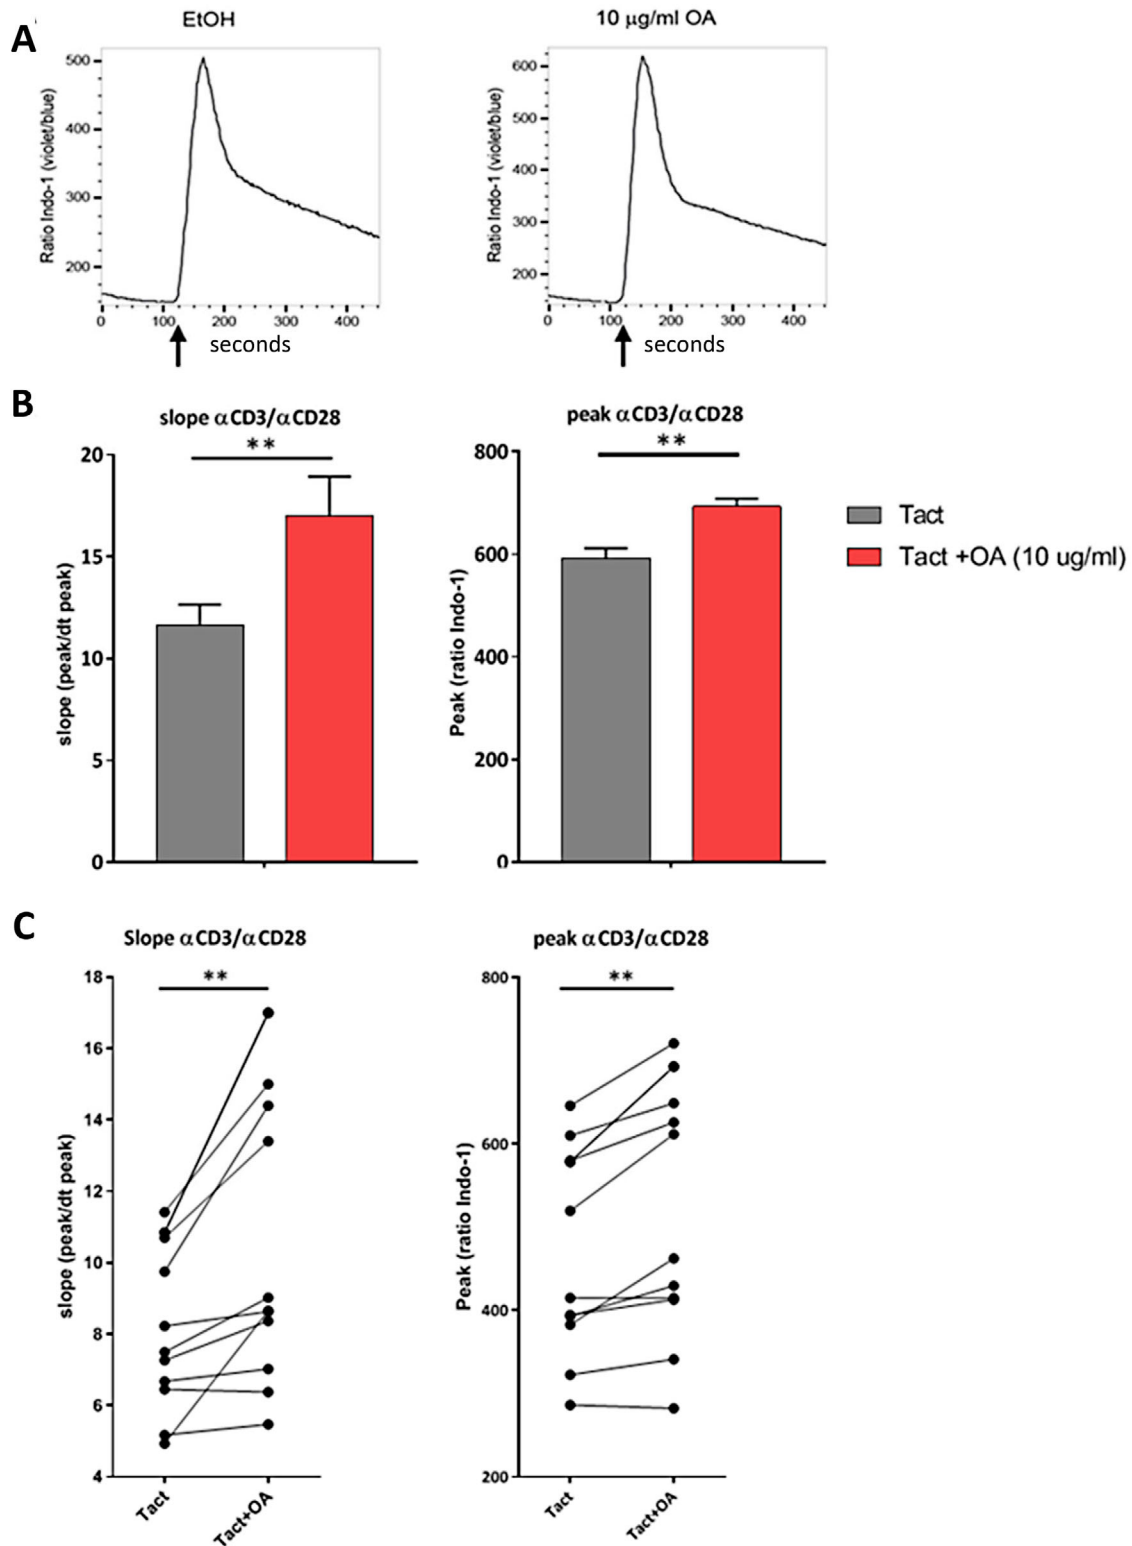 A
EtOH
10 µg/ml OA
Ratio Indo-1 (violet/blue)
500
400
300
200
0 100 200 300 400
seconds
Ratio Indo-1 (violet/blue)
600
500
400
300
200
0 100 200 300 400
seconds
B
slope αCD3/αCD28
**
slope (peak/dt peak)
20
15
10
5
0
peak αCD3/αCD28
**
Peak (ratio Indo-1)
800
600
400
200
0
Tact
Tact +OA (10 ug/ml)
C
Slope αCD3/αCD28
**
slope (peak/dt peak)
18
16
14
12
10
8
6
4
Tact
Tact+OA
peak αCD3/αCD28
**
Peak (ratio Indo-1)
800
600
400
200
Tact
Tact+OA